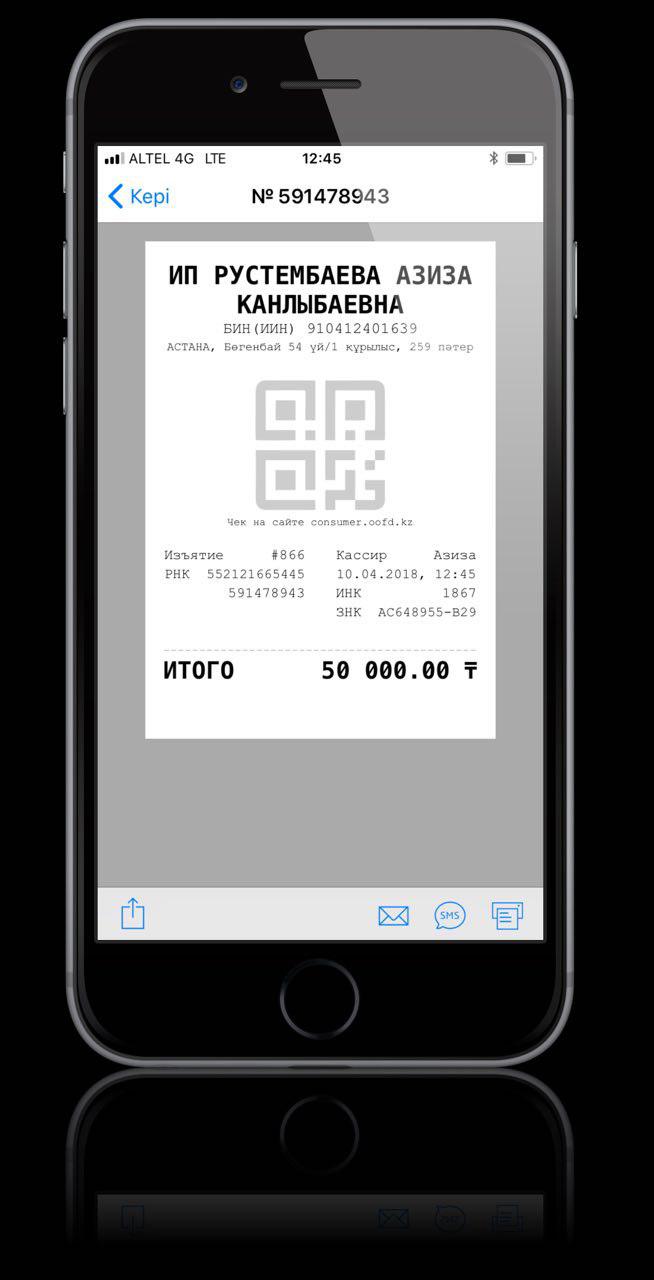 ALTEL 4G LTE 12:45
Кері № 591478943
ИП РУСТЕМБАЕВА АЗИЗА
КАНЛЫБАЕВНА
БИН(ИИН) 910412401639
АСТАНА, Бөгенбай 54 үй/1 құрылыс, 259 пәтер
Чек на сайте consumer.oofd.kz
Изъятие #866 Кассир Азиза
РНК 552121665445 10.04.2018, 12:45
591478943 ИНК 1867
ЗНК AC648955-B29
ИТОГО 50 000.00 ₸
SMS